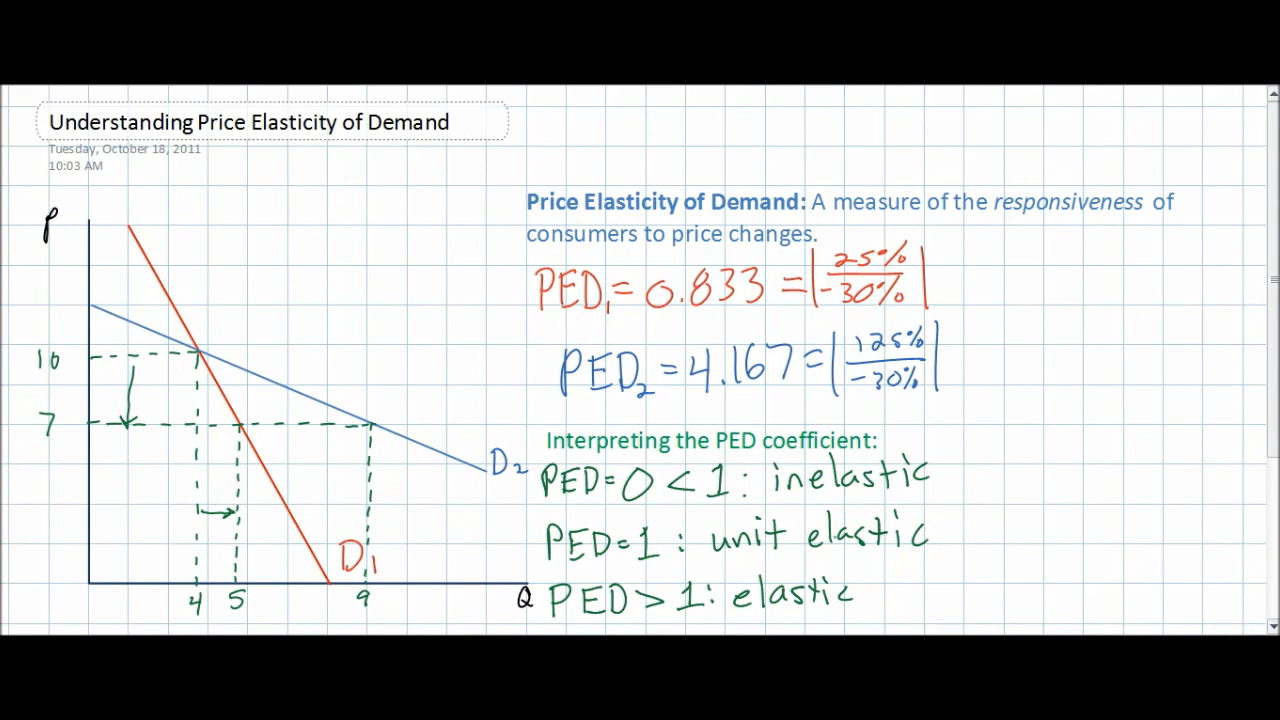 Understanding Price Elasticity of Demand
Tuesday, October 18, 2011
10:03 AM
P
10
7
4
5
9
Q
D1
D2
Price Elasticity of Demand: A measure of the responsiveness of
consumers to price changes.
PED1 = 0.833 = |25%/-30%|
PED2 = 4.167 = |125%/-30%|
Interpreting the PED coefficient:
PED=0 < 1: inelastic
PED=1 : unit elastic
PED > 1: elastic